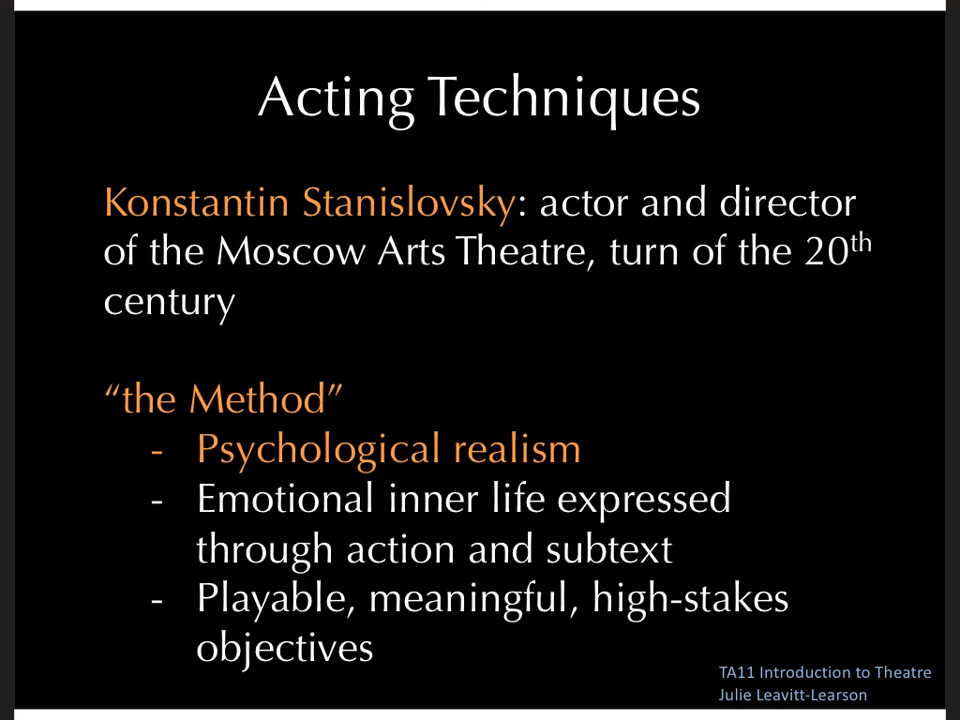 Acting Techniques
Konstantin Stanislovsky: actor and director
of the Moscow Arts Theatre, turn of the 20th
century
“the Method”
- Psychological realism
- Emotional inner life expressed
through action and subtext
- Playable, meaningful, high-stakes
objectives
TA11 Introduction to Theatre
Julie Leavitt-Learson